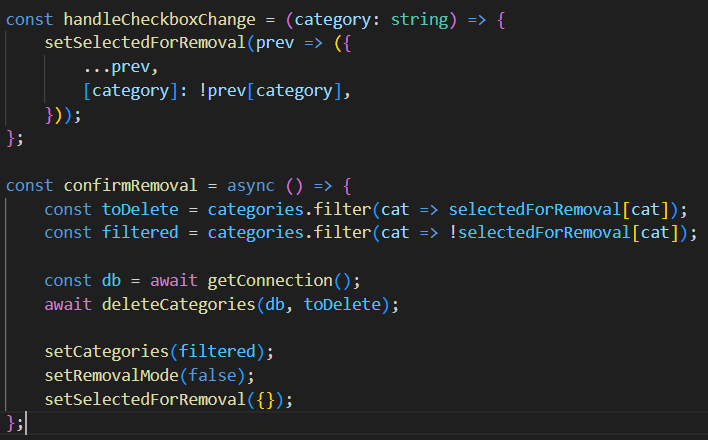 const handleCheckboxChange = (category: string) => {
    setSelectedForRemoval(prev => ({
        ...prev,
        [category]: !prev[category],
    }));
};

const confirmRemoval = async () => {
    const toDelete = categories.filter(cat => selectedForRemoval[cat]);
    const filtered = categories.filter(cat => !selectedForRemoval[cat]);

    const db = await getConnection();
    await deleteCategories(db, toDelete);

    setCategories(filtered);
    setRemovalMode(false);
    setSelectedForRemoval({});
};